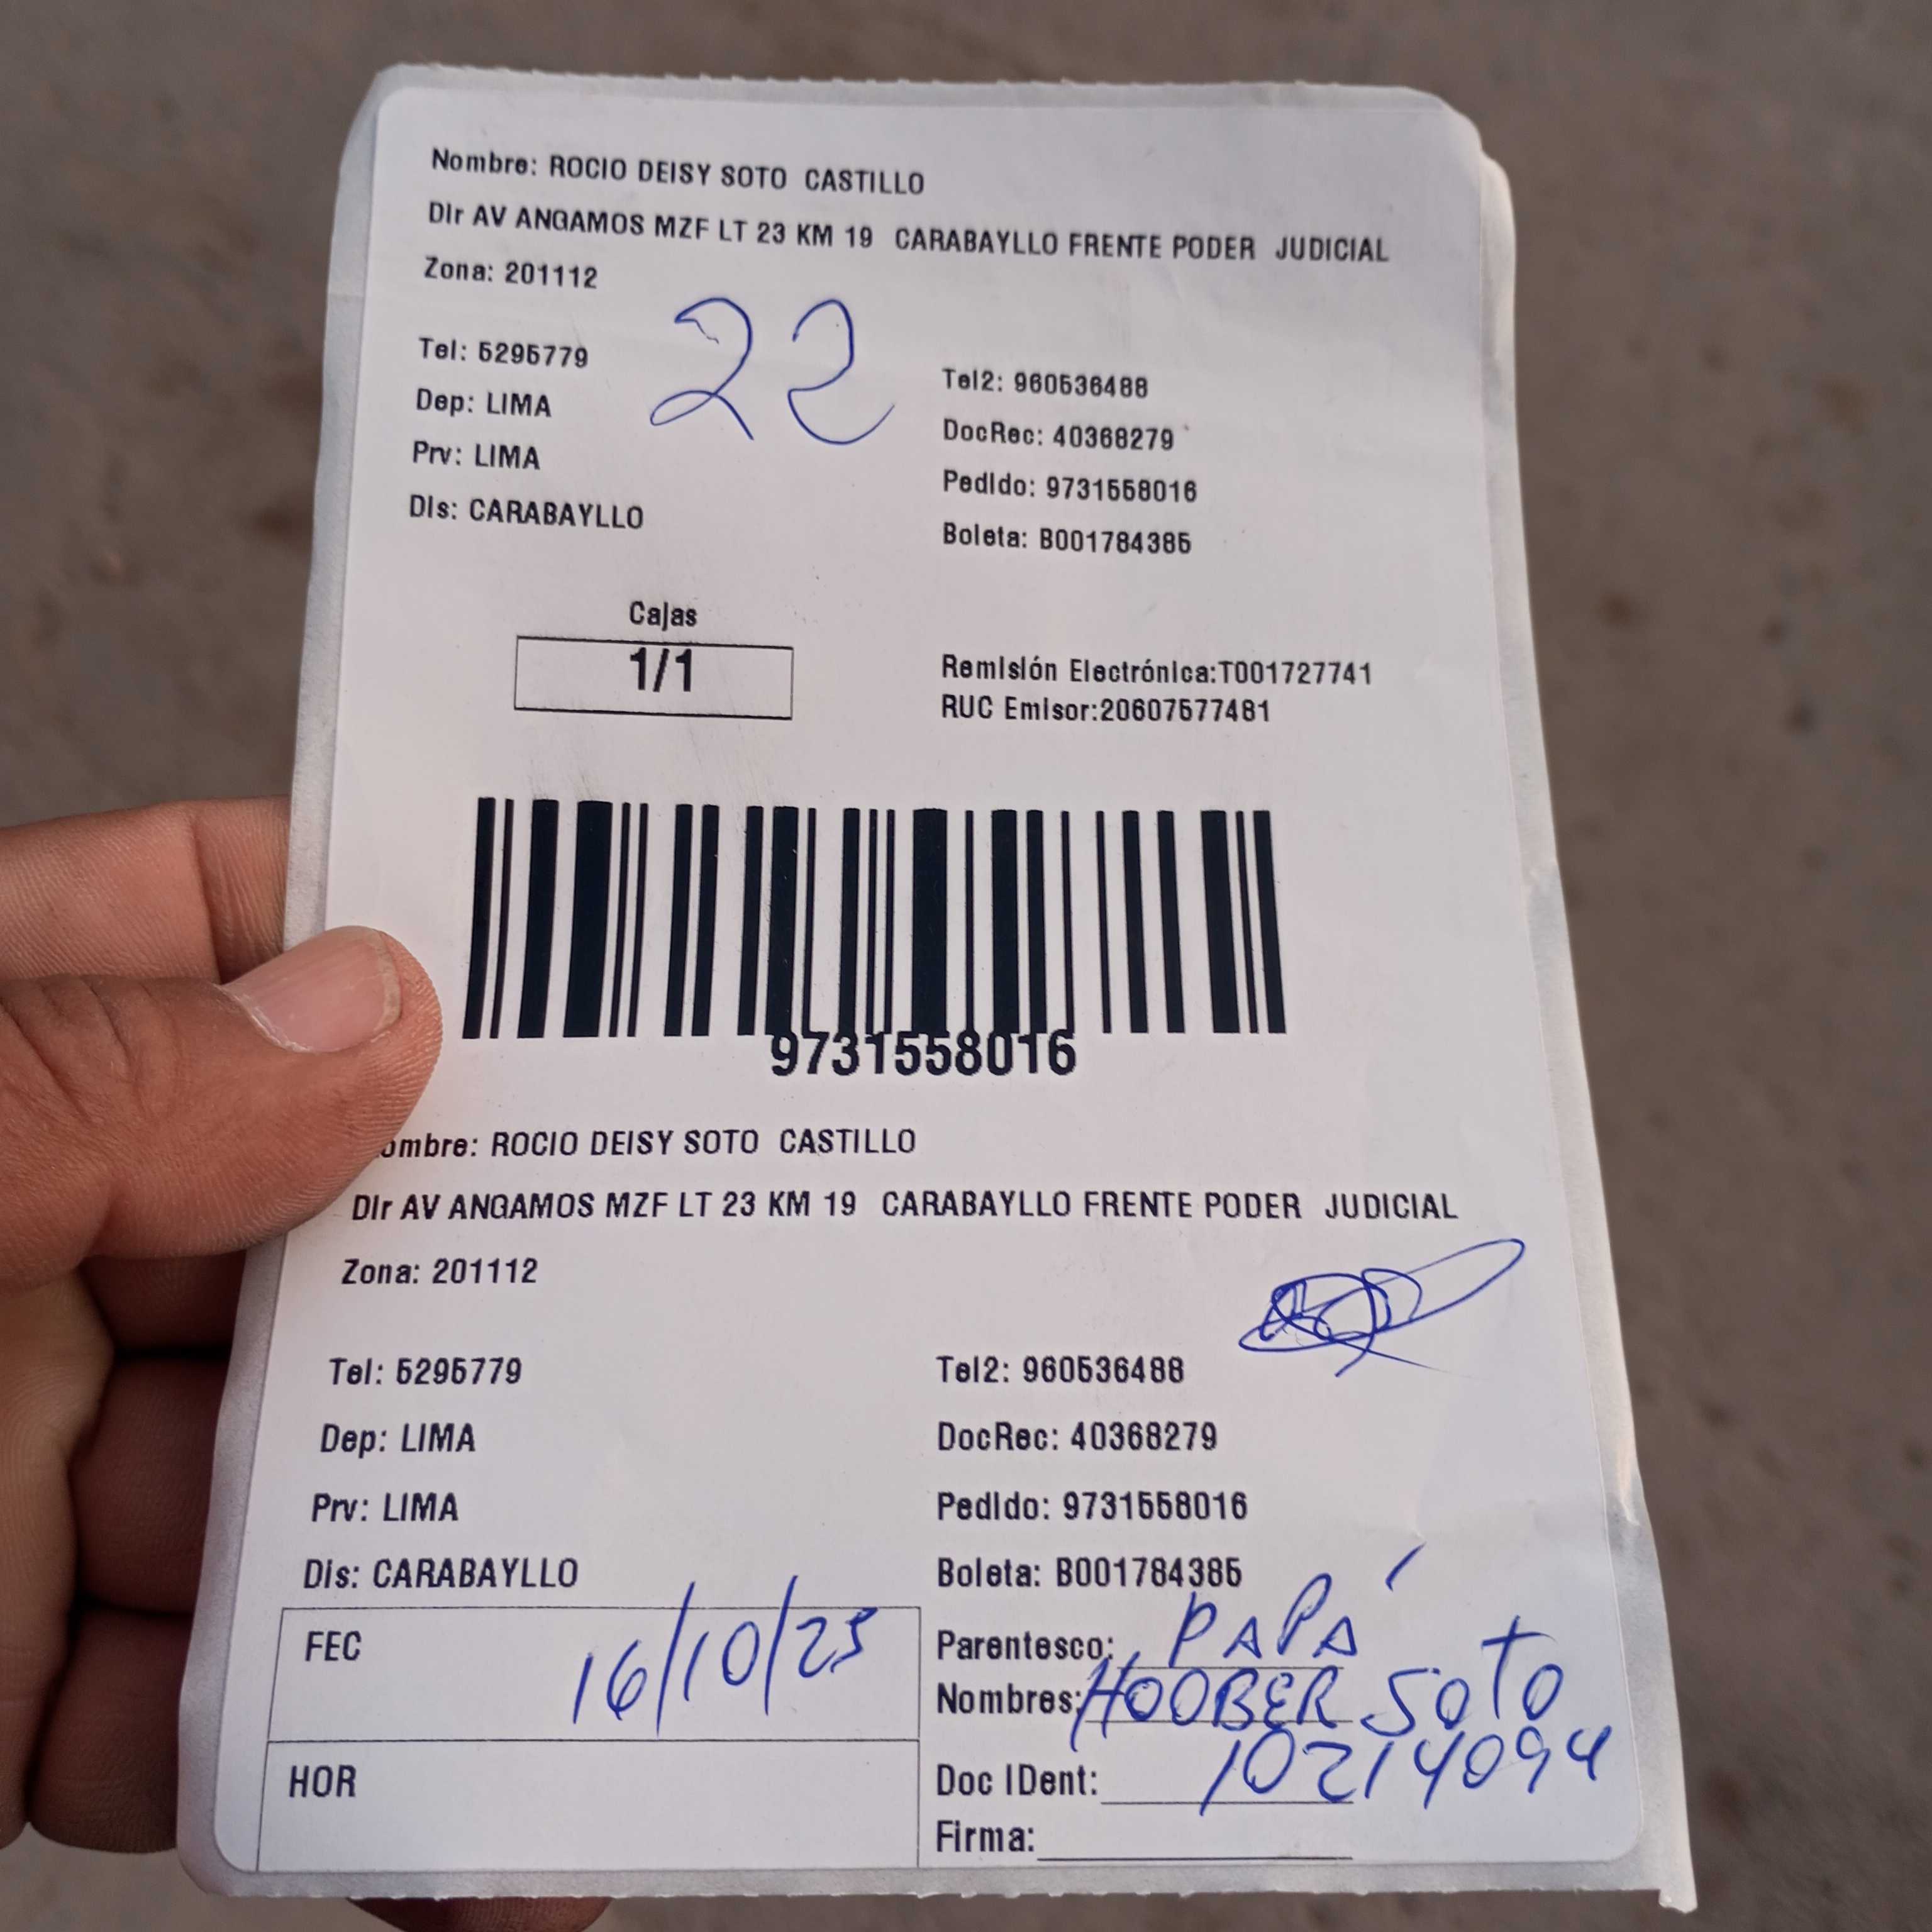 Nombre: ROCIO DEISY SOTO CASTILLO
Dir AV ANGAMOS MZF LT 23 KM 19 CARABAYLLO FRENTE PODER JUDICIAL
Zona: 201112
22
Tel: 5295779
Tel2: 960536488
Dep: LIMA
DocRec: 40368279
Prv: LIMA
Pedido: 9731558016
Dis: CARABAYLLO
Boleta: B001784385
Cajas
1/1
Remisión Electrónica:T001727741
RUC Emisor:20607577481
9731558016
ombre: ROCIO DEISY SOTO CASTILLO
Dir AV ANGAMOS MZF LT 23 KM 19 CARABAYLLO FRENTE PODER JUDICIAL
Zona: 201112
Tel: 5295779
Tel2: 960536488
Dep: LIMA
DocRec: 40368279
Prv: LIMA
Pedido: 9731558016
Dis: CARABAYLLO
Boleta: B001784385
FEC 16/10/23
Parentesco: PAPÁ
Nombres: HOOBER SOTO
HOR
Doc IDent: 10214094
Firma: